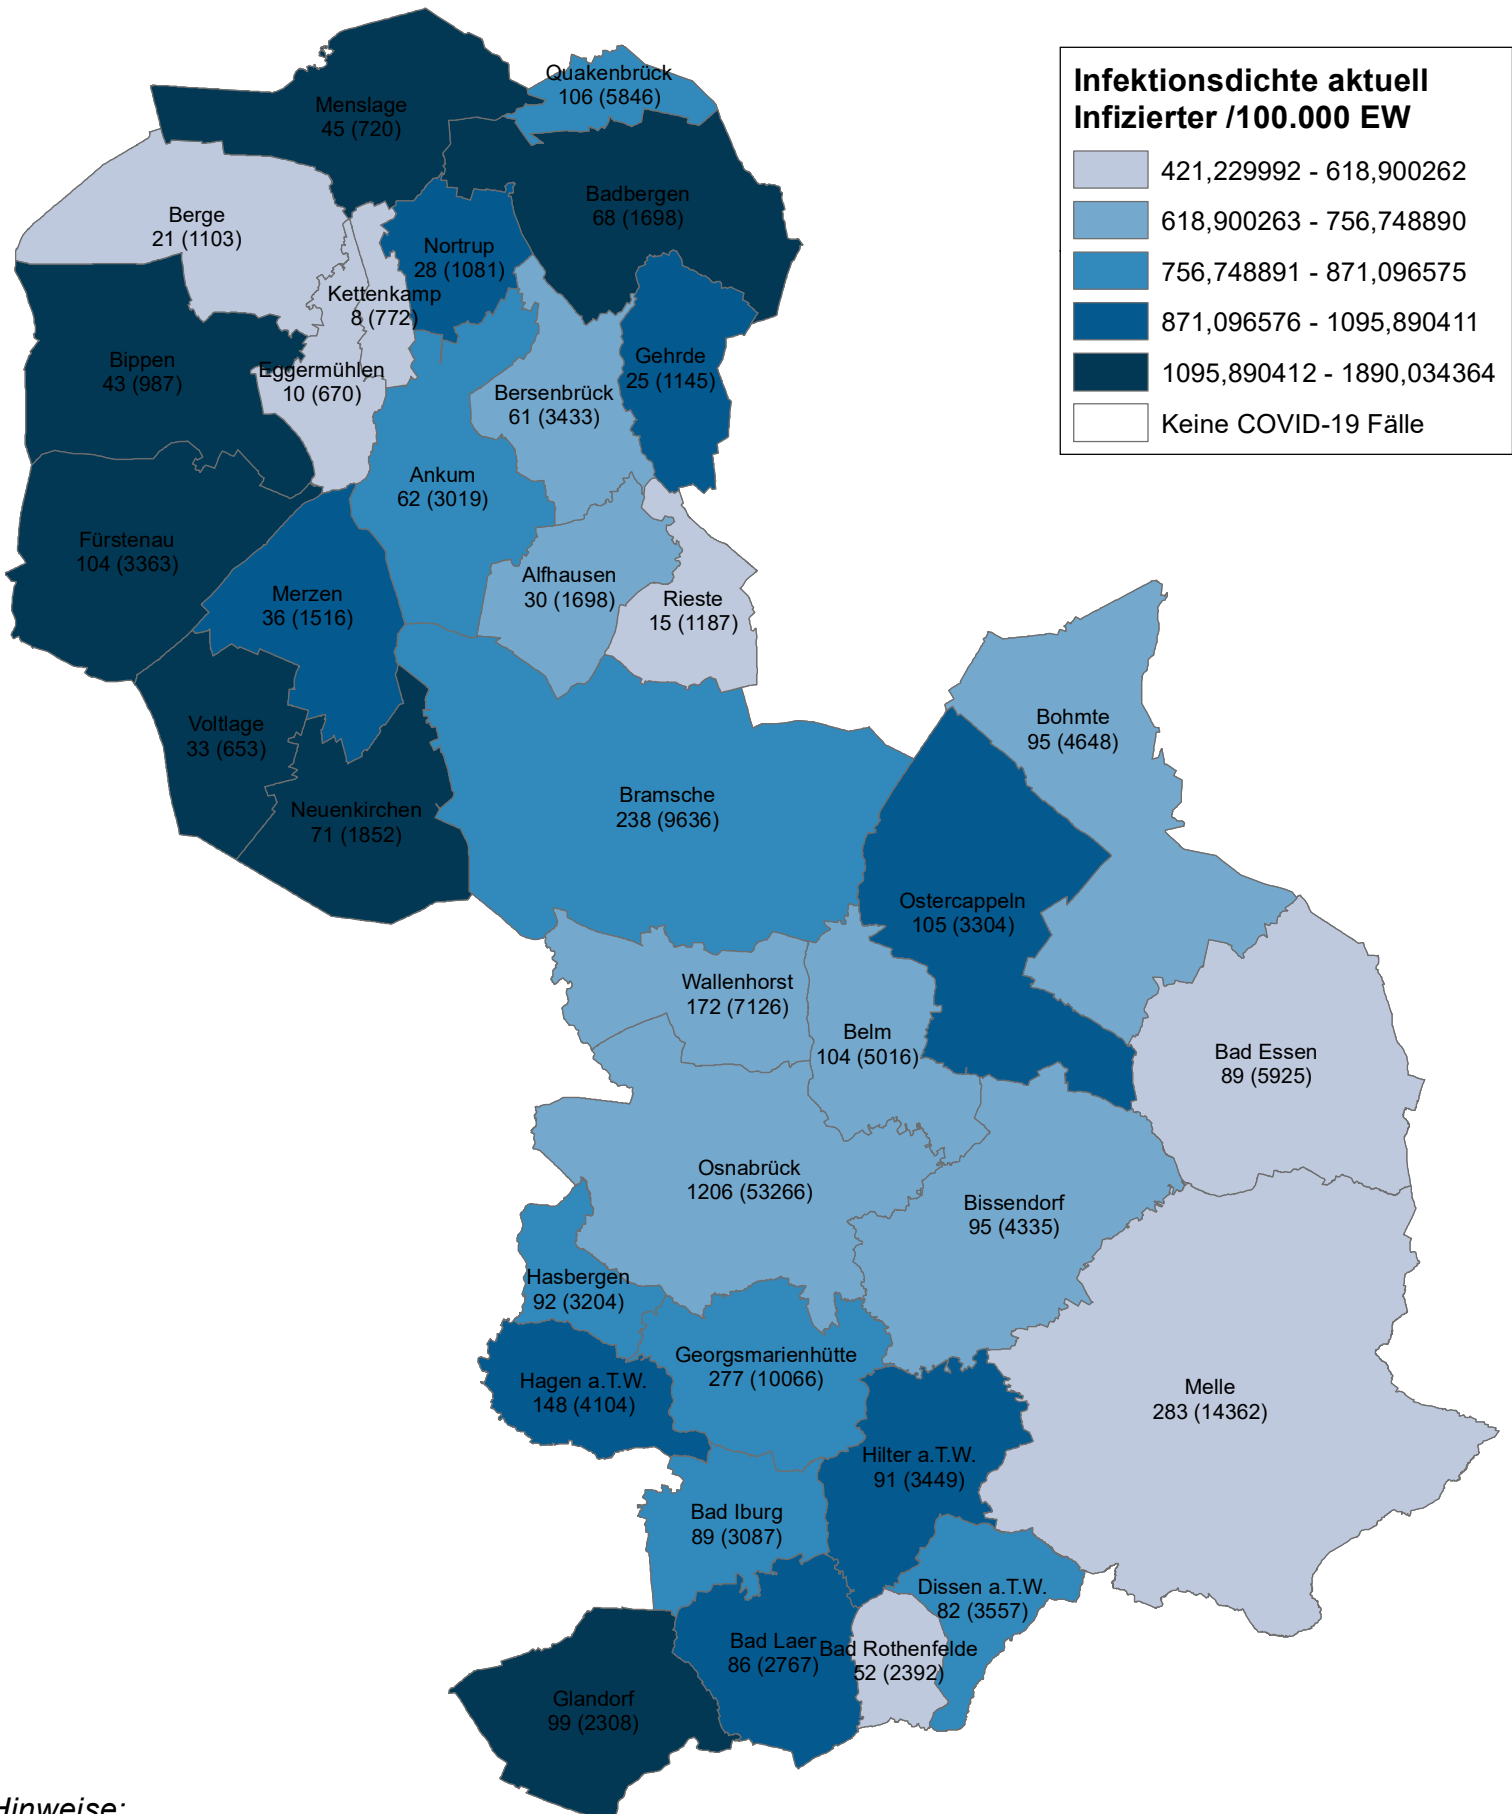 Infektionsdichte aktuell
Infizierter /100.000 EW
421,229992 - 618,900262
618,900263 - 756,748890
756,748891 - 871,096575
871,096576 - 1095,890411
1095,890412 - 1890,034364
Keine COVID-19 Fälle
Quakenbrück
106 (5846)
Menslage
45 (720)
Badbergen
68 (1698)
Berge
21 (1103)
Nortrup
28 (1081)
Kettenkamp
8 (772)
Bippen
43 (987)
Eggermühlen
10 (670)
Gehrde
25 (1145)
Bersenbrück
61 (3433)
Ankum
62 (3019)
Fürstenau
104 (3363)
Merzen
36 (1516)
Alfhausen
30 (1698)
Rieste
15 (1187)
Voltlage
33 (653)
Neuenkirchen
71 (1852)
Bramsche
238 (9636)
Bohmte
95 (4648)
Ostercappeln
105 (3304)
Wallenhorst
172 (7126)
Belm
104 (5016)
Bad Essen
89 (5925)
Osnabrück
1206 (53266)
Bissendorf
95 (4335)
Hasbergen
92 (3204)
Georgsmarienhütte
277 (10066)
Hagen a.T.W.
148 (4104)
Melle
283 (14362)
Hilter a.T.W.
91 (3449)
Bad Iburg
89 (3087)
Dissen a.T.W.
82 (3557)
Bad Laer
86 (2767)
Bad Rothenfelde
52 (2392)
Glandorf
99 (2308)
Hinweise: